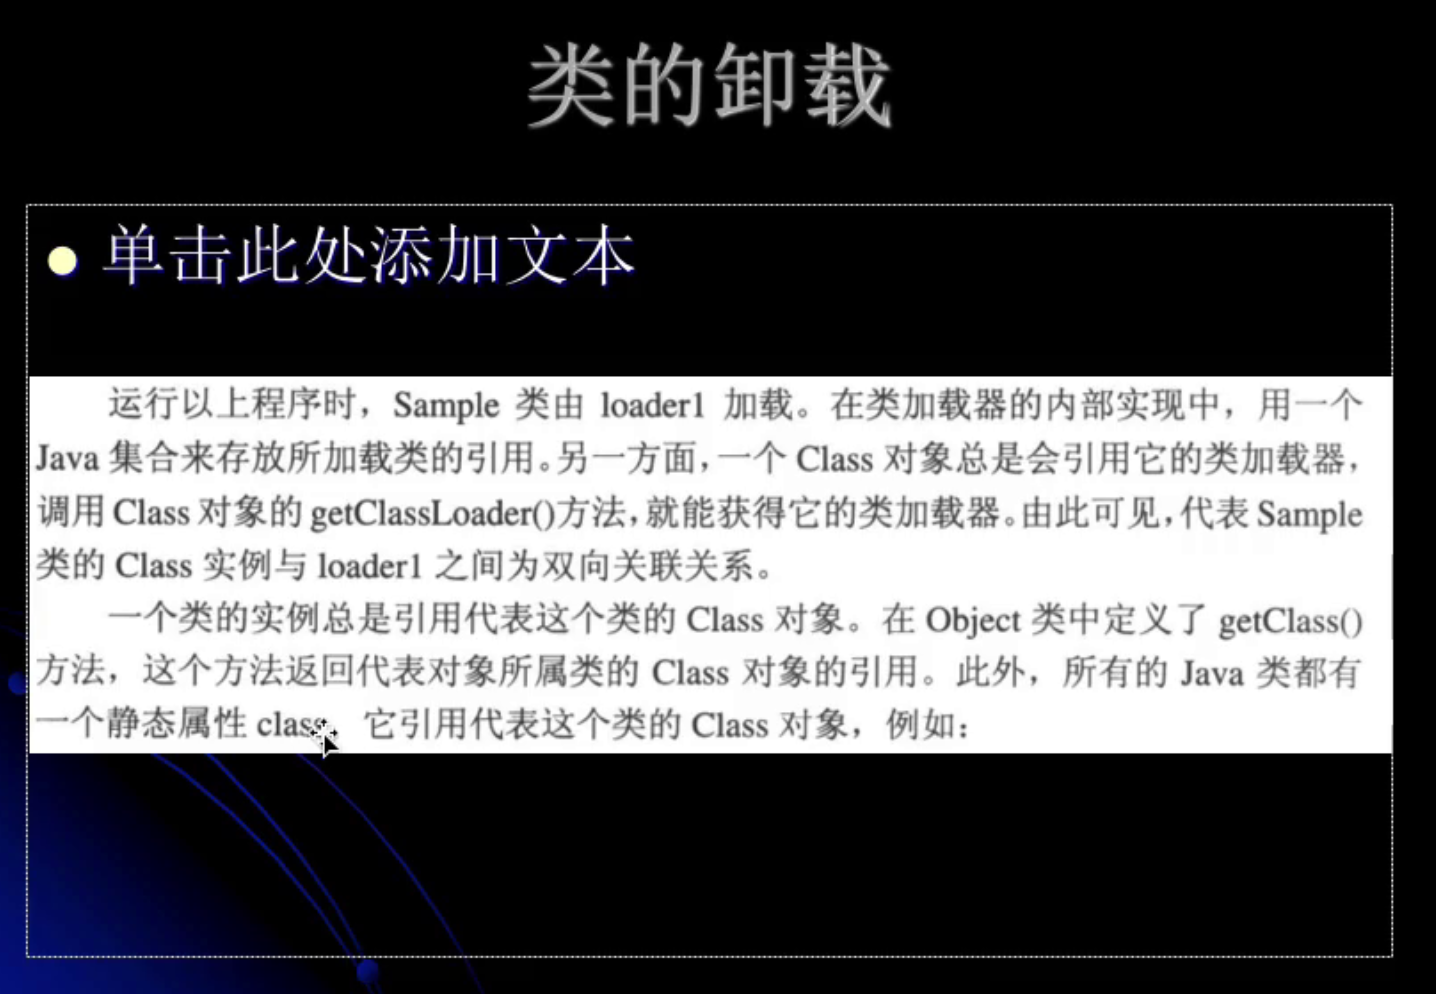 类的卸载
单击此处添加文本
运行以上程序时，Sample 类由 loader1 加载。在类加载器的内部实现中，用一个
Java 集合来存放所加载类的引用。另一方面，一个 Class 对象总是会引用它的类加载器，
调用 Class 对象的 getClassLoader()方法，就能获得它的类加载器。由此可见，代表 Sample
类的 Class 实例与 loader1 之间为双向关联关系。
一个类的实例总是引用代表这个类的 Class 对象。在 Object 类中定义了 getClass()
方法，这个方法返回代表对象所属类的 Class 对象的引用。此外，所有的 Java 类都有
一个静态属性 class，它引用代表这个类的 Class 对象，例如：